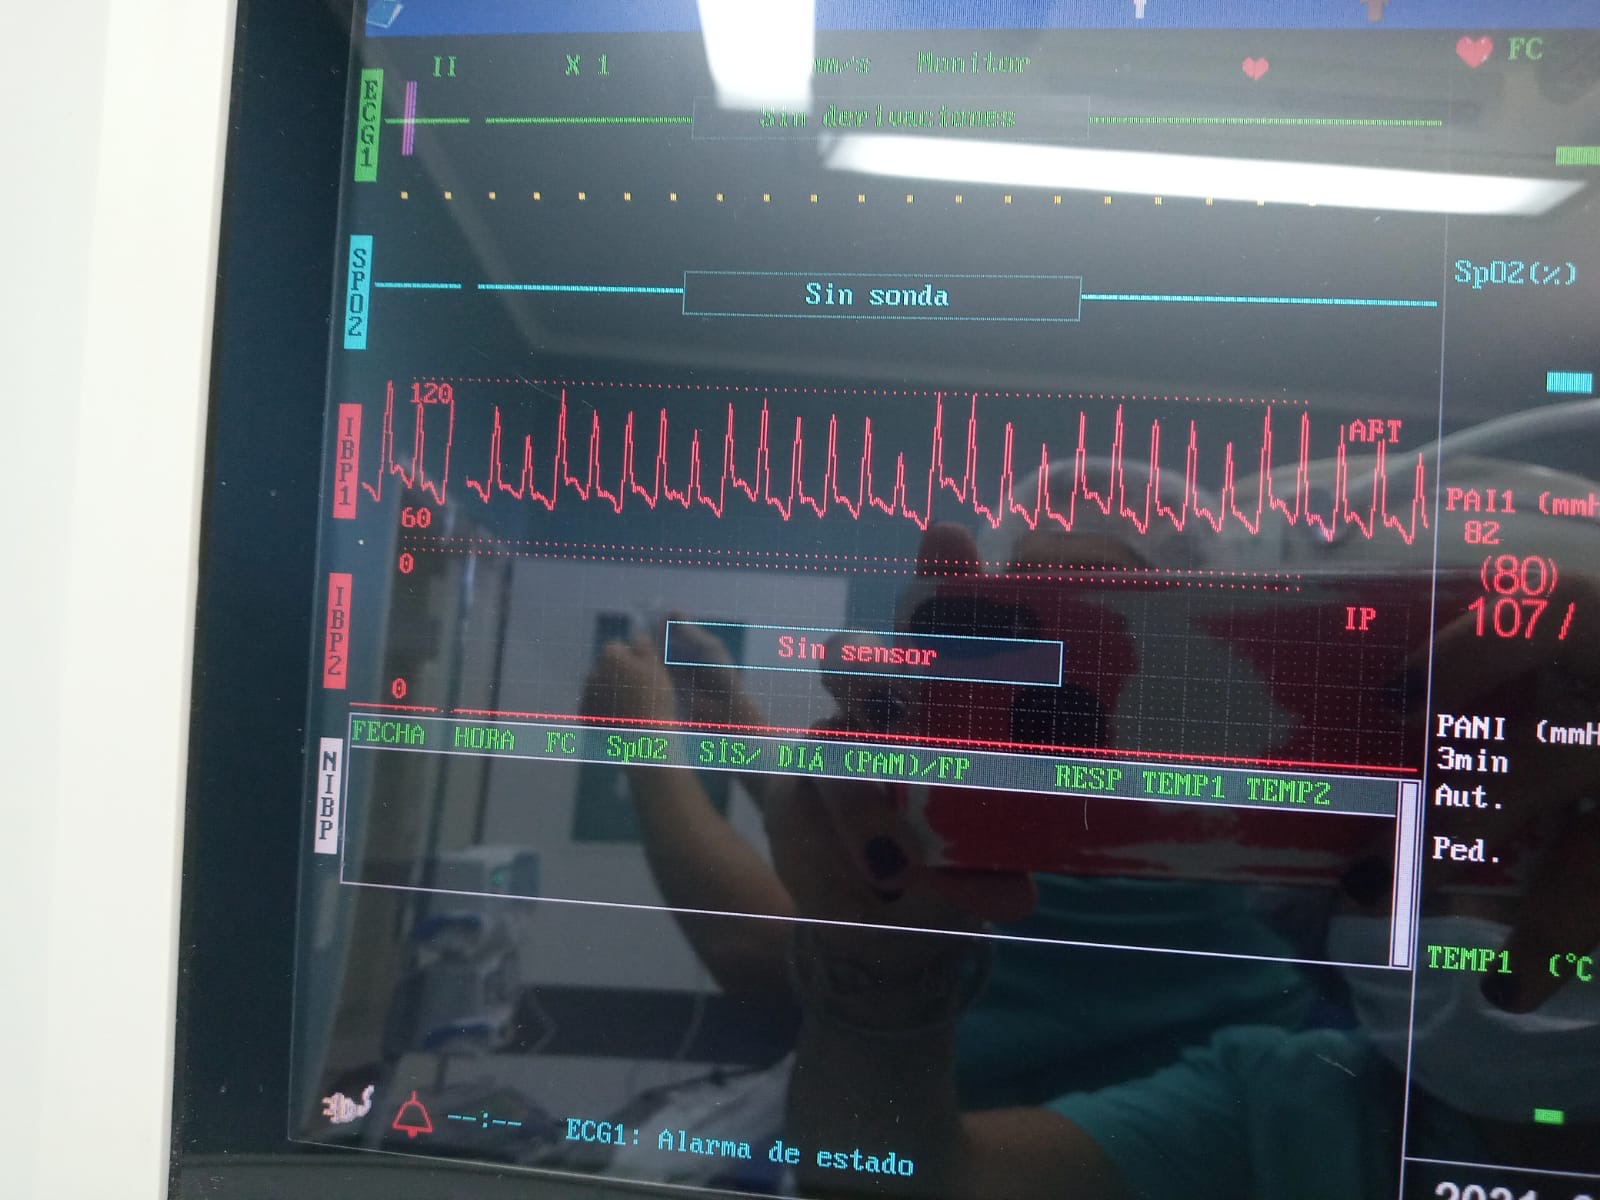 II X 1 mm/s Monitor
FC
ECG1
Sin derivaciones
SPO2
Sin sonda
SpO2(%)
IBP1
120
ART
60
0
PAI1 (mmH
82
(80)
107 /
IBP2
IP
Sin sensor
0
NIBP
FECHA HORA FC SpO2 SÍS/ DIÁ (PAM)/FP RESP TEMP1 TEMP2
PANI (mmH
3min
Aut.
Ped.
TEMP1 (°C
--:-- ECG1: Alarma de estado